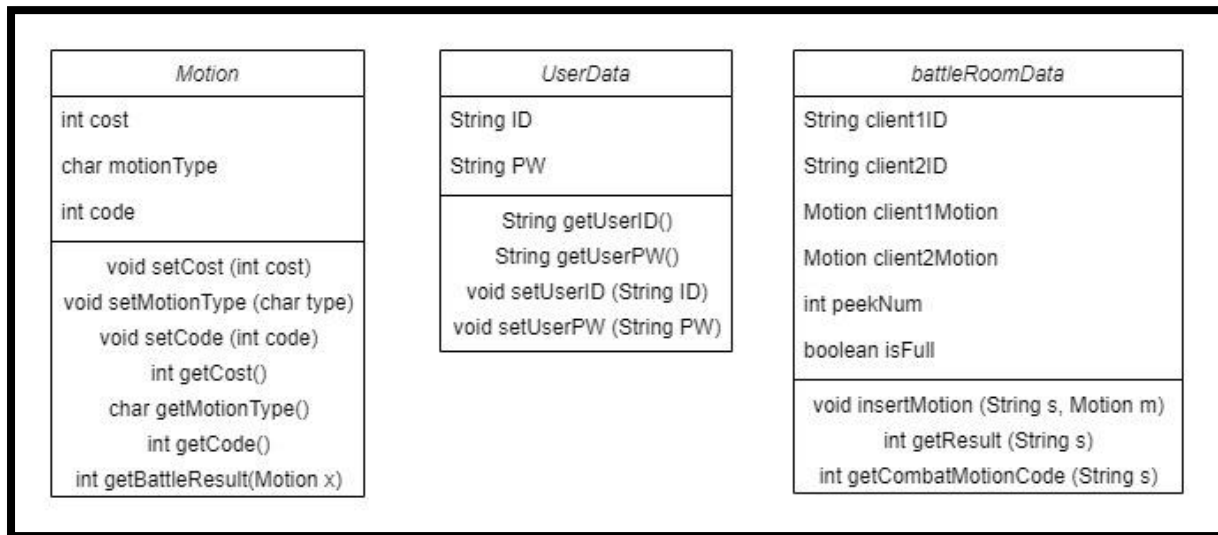 Motion
int cost
char motionType
int code
void setCost (int cost)
void setMotionType (char type)
void setCode (int code)
int getCost()
char getMotionType()
int getCode()
int getBattleResult(Motion x)
UserData
String ID
String PW
String getUserID()
String getUserPW()
void setUserID (String ID)
void setUserPW (String PW)
battleRoomData
String client1ID
String client2ID
Motion client1Motion
Motion client2Motion
int peekNum
boolean isFull
void insertMotion (String s, Motion m)
int getResult (String s)
int getCombatMotionCode (String s)